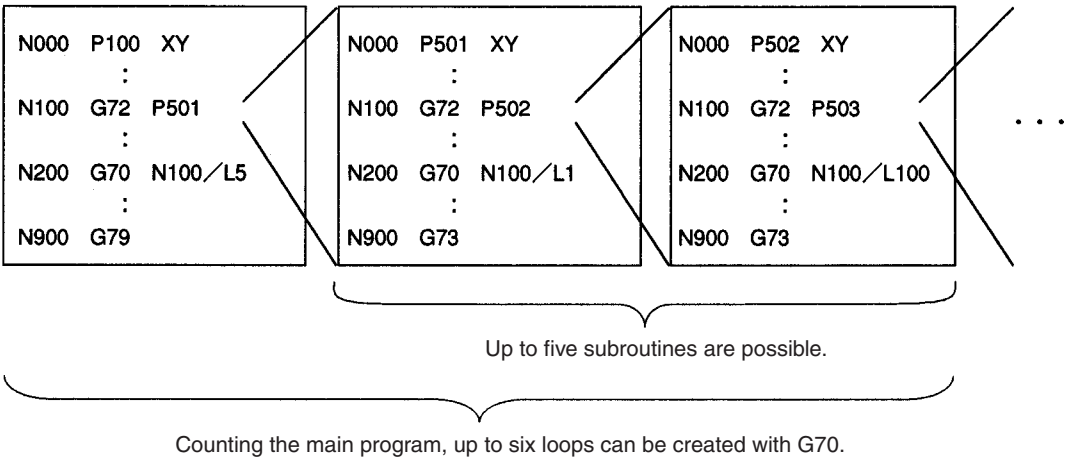 N000 P100 XY
:
N100 G72 P501
:
N200 G70 N100／L5
:
N900 G79
N000 P501 XY
:
N100 G72 P502
:
N200 G70 N100／L1
:
N900 G73
N000 P502 XY
:
N100 G72 P503
:
N200 G70 N100／L100
:
N900 G73
. . .
Up to five subroutines are possible.
Counting the main program, up to six loops can be created with G70.